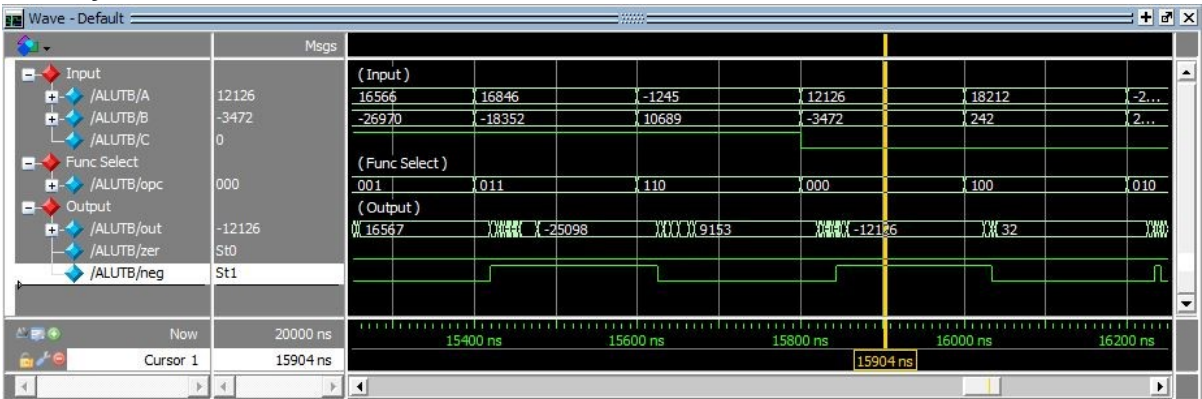 Wave - Default
Msgs
Input (Input)
/ALUTB/A 12126 16566 16846 -1245 12126 18212 -2...
/ALUTB/B -3472 -26970 -18352 10689 -3472 242 2...
/ALUTB/C 0
Func Select (Func Select)
/ALUTB/opc 000 001 011 110 000 100 010
Output (Output)
/ALUTB/out -12126 16567 -25098 9153 -12126 32
/ALUTB/zer St0
/ALUTB/neg St1
Now 20000 ns 15400 ns 15600 ns 15800 ns 16000 ns 16200 ns
Cursor 1 15904 ns 15904 ns